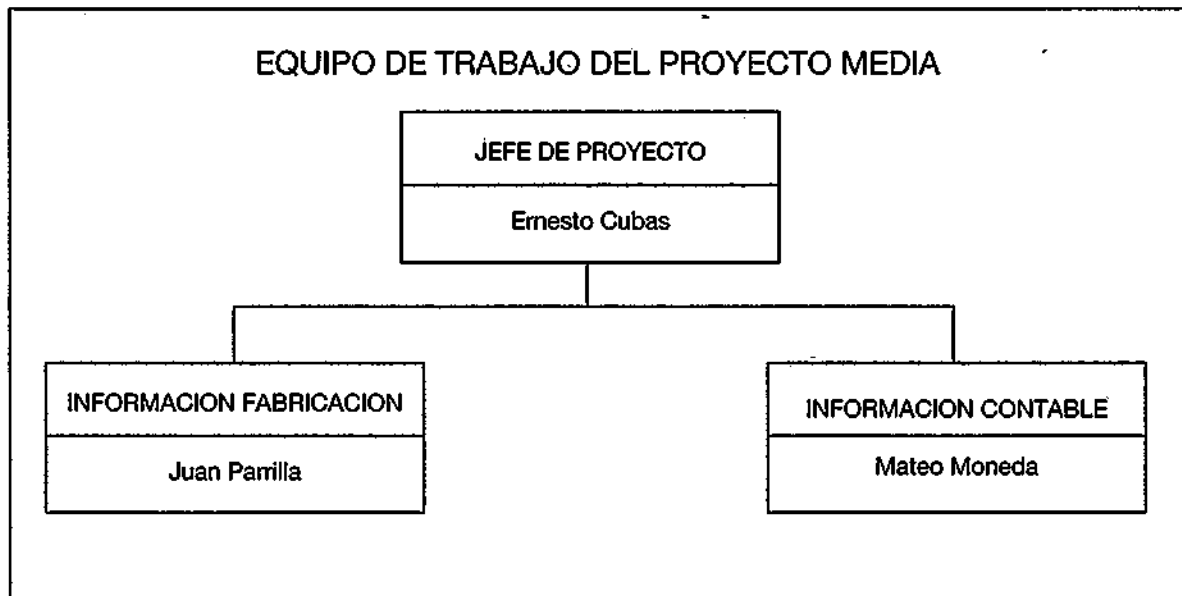 EQUIPO DE TRABAJO DEL PROYECTO MEDIA
JEFE DE PROYECTO
Ernesto Cubas
INFORMACION FABRICACION
Juan Parrilla
INFORMACION CONTABLE
Mateo Moneda